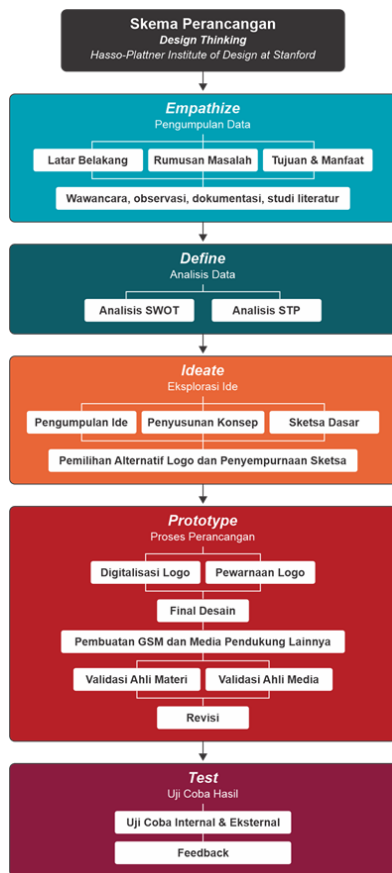 Skema Perancangan
Design Thinking
Hasso-Plattner Institute of Design at Stanford
Empathize
Pengumpulan Data
Latar Belakang
Rumusan Masalah
Tujuan & Manfaat
Wawancara, observasi, dokumentasi, studi literatur
Define
Analisis Data
Analisis SWOT
Analisis STP
Ideate
Eksplorasi Ide
Pengumpulan Ide
Penyusunan Konsep
Sketsa Dasar
Pemilihan Alternatif Logo dan Penyempurnaan Sketsa
Prototype
Proses Perancangan
Digitalisasi Logo
Pewarnaan Logo
Final Desain
Pembuatan GSM dan Media Pendukung Lainnya
Validasi Ahli Materi
Validasi Ahli Media
Revisi
Test
Uji Coba Hasil
Uji Coba Internal & Eksternal
Feedback